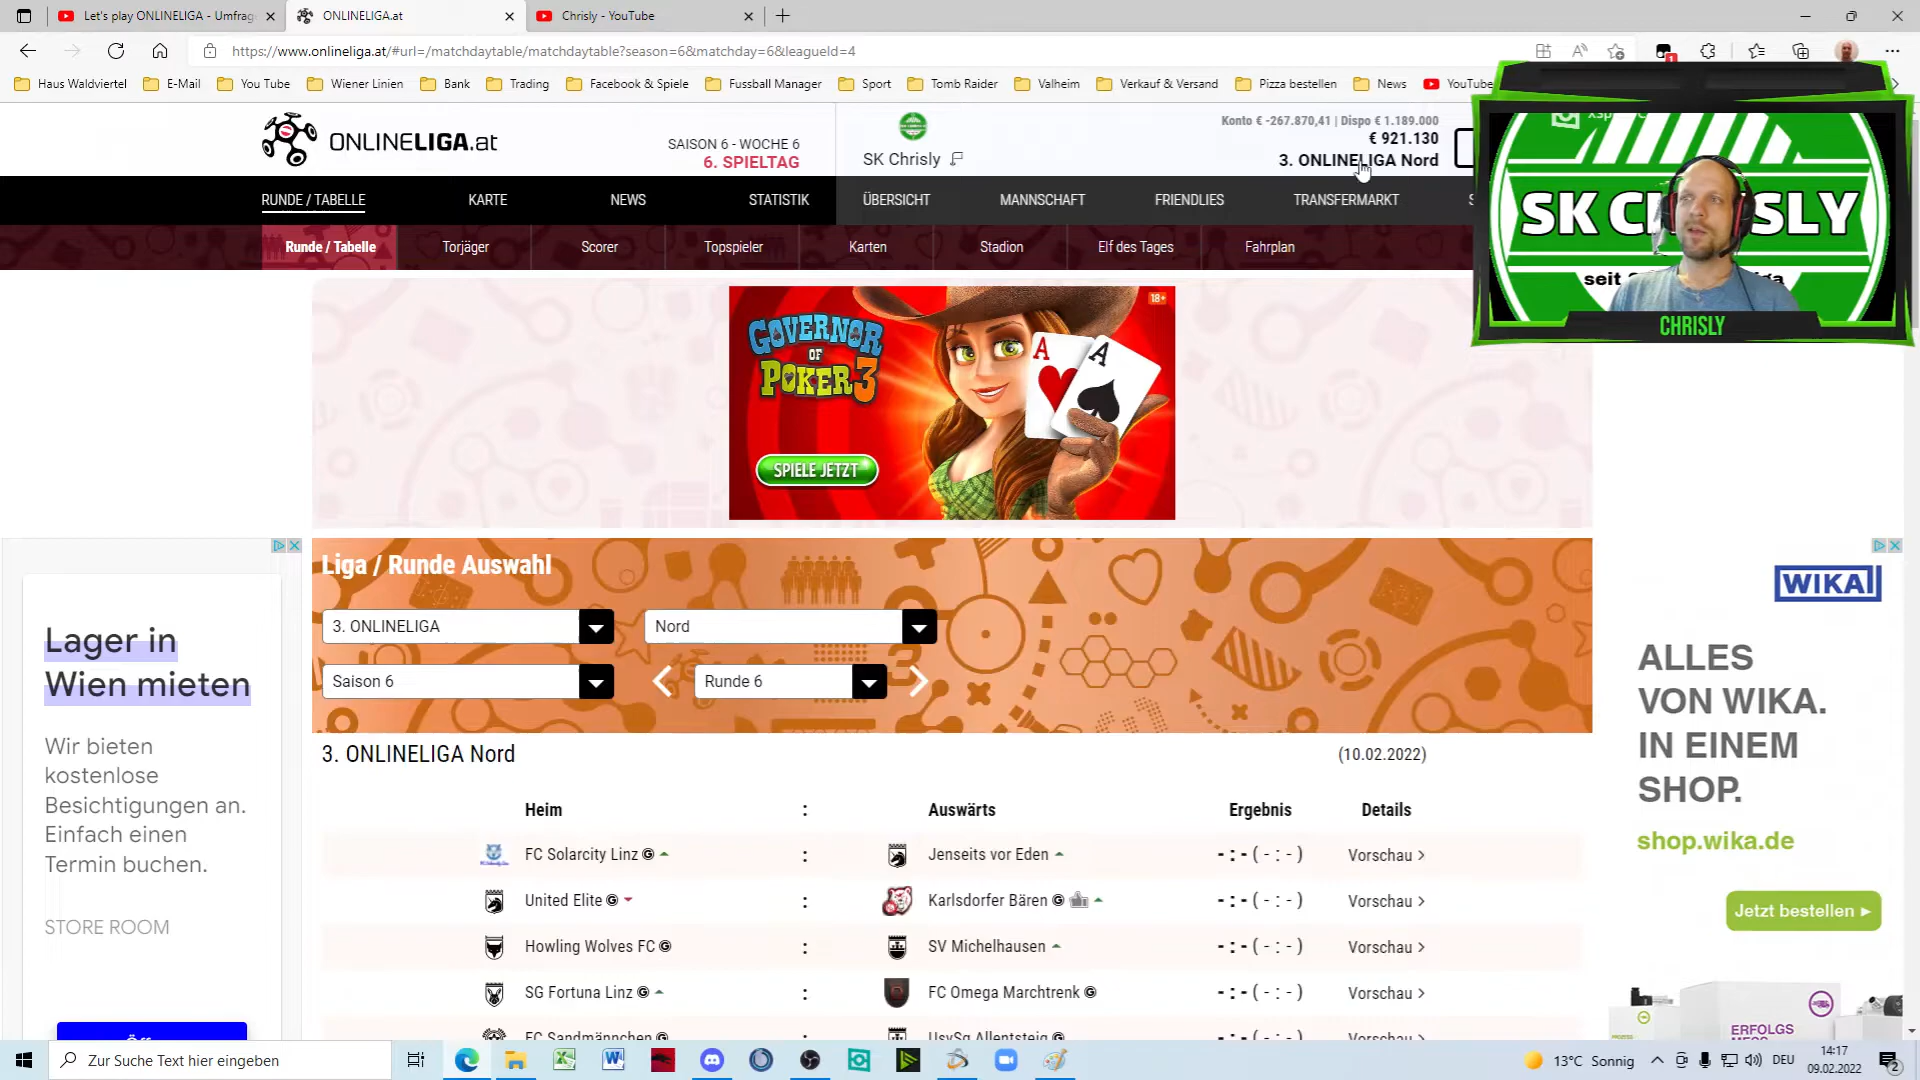 Let's play ONLINELIGA - Umfrag
ONLINELIGA.at
Chrisly - YouTube
https://www.onlineliga.at/#url=/matchdaytable/matchdaytable?season=6&matchday=6&leagueId=4
Haus Waldviertel
E-Mail
You Tube
Wiener Linien
Bank
Trading
Facebook & Spiele
Fussball Manager
Sport
Tomb Raider
Valheim
Verkauf & Versand
Pizza bestellen
News
YouTube
ONLINELIGA.at
SAISON 6 - WOCHE 6
6. SPIELTAG
SK Chrisly
Konto € -267.870,41 | Dispo € 1.189.000
€ 921.130
3. ONLINELIGA Nord
RUNDE / TABELLE
KARTE
NEWS
STATISTIK
ÜBERSICHT
MANNSCHAFT
FRIENDLIES
TRANSFERMARKT
Runde / Tabelle
Torjäger
Scorer
Topspieler
Karten
Stadion
Elf des Tages
Fahrplan
SLY
seit
CHRISLY
GOVERNOR
OF
POKER 3
18+
A A
SPIELE JETZT
Liga / Runde Auswahl
3. ONLINELIGA
Nord
Saison 6
Runde 6
3. ONLINELIGA Nord
(10.02.2022)
Heim : Auswärts Ergebnis Details
FC Solarcity Linz G : Jenseits vor Eden - : - ( - : - ) Vorschau >
United Elite G : Karlsdorfer Bären G - : - ( - : - ) Vorschau >
Howling Wolves FC G : SV Michelhausen - : - ( - : - ) Vorschau >
SG Fortuna Linz G : FC Omega Marchtrenk G - : - ( - : - ) Vorschau >
FC Sandmännchen G : UsvSg Allentsteig G - : - ( - : - ) Vorschau >
Lager in
Wien mieten
Wir bieten
kostenlose
Besichtigungen an.
Einfach einen
Termin buchen.
STORE ROOM
WIKA
ALLES
VON WIKA.
IN EINEM
SHOP.
shop.wika.de
Jetzt bestellen ▸
ERFOLGS
Zur Suche Text hier eingeben
13°C Sonnig
DEU
14:17
09.02.2022
2